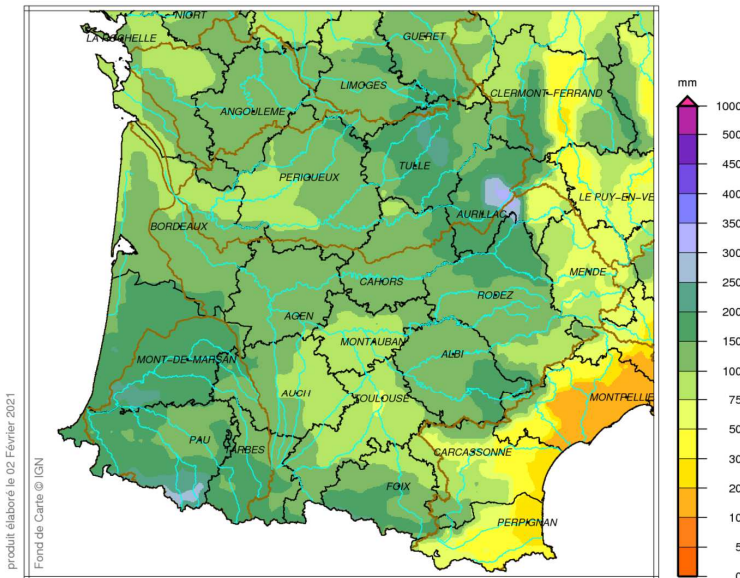 NIORT
GUERET
LA ROCHELLE
mm
LIMOGES
CLERMONT-FERRAND
1000
ANGOULEME
500
450
TULLE
PERIGUEUX
400
LE PUY-EN-VE
AURILLAC
350
BORDEAUX
300
MENDE
CAHORS
250
RODEZ
AGEN
200
MONTAUBAN
ALBI
150
MONT-DE-MARSAN
100
AUCH
TOULOUSE
MONTPELLIE
75
50
PAU
TARBES
CARCASSONNE
30
FOIX
20
PERPIGNAN
10
5
0
produit élaboré le 02 Février 2021
Fond de Carte © IGN